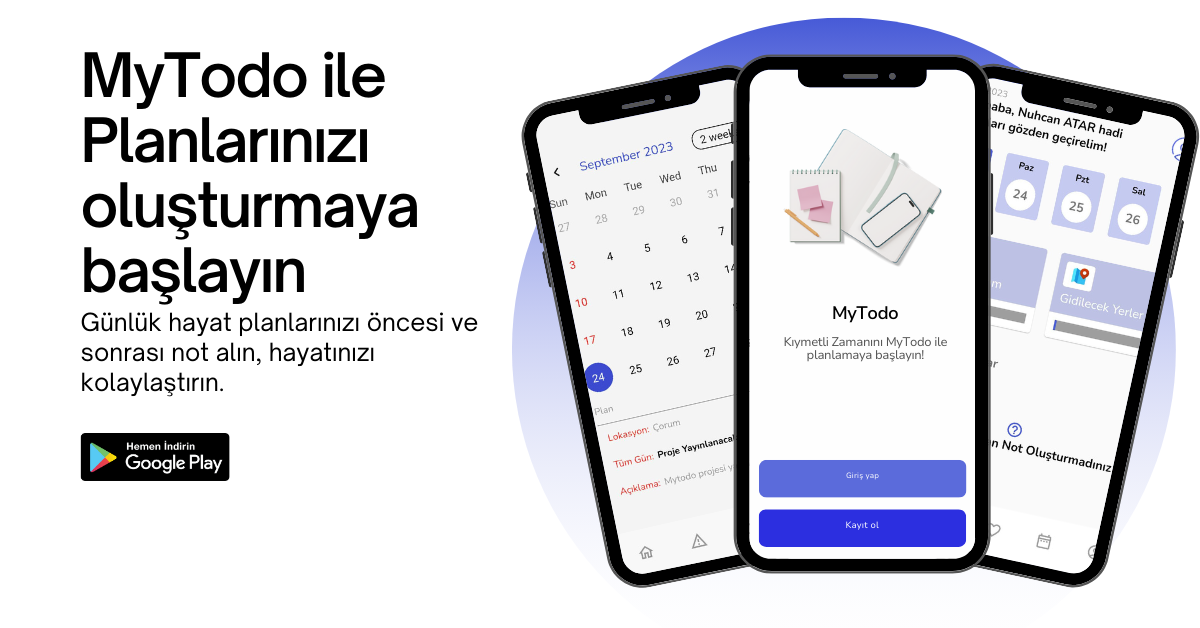 MyTodo ile
Planlarınızı
oluşturmaya
başlayın
Günlük hayat planlarınızı öncesi ve
sonrası not alın, hayatınızı
kolaylaştırın.
Hemen İndirin
Google Play
September 2023
2 week
Sun Mon Tue Wed Thu
27 28 29 30 31
3 4 5 6 7
10 11 12 13 14
17 18 19 20
24 25 26 27
Plan
Lokasyon: Çorum
Tüm Gün: Proje Yayınlanacak
Açıklama: Mytodo projesi
MyTodo
Kıymetli Zamanını MyTodo ile
planlamaya başlayın!
Giriş yap
Kayıt ol
2023
aba, Nuhcan ATAR hadi
arı gözden geçirelim!
Paz Pzt Sal
24 25 26
Gidilecek Yerler
Not Oluşturmadınız